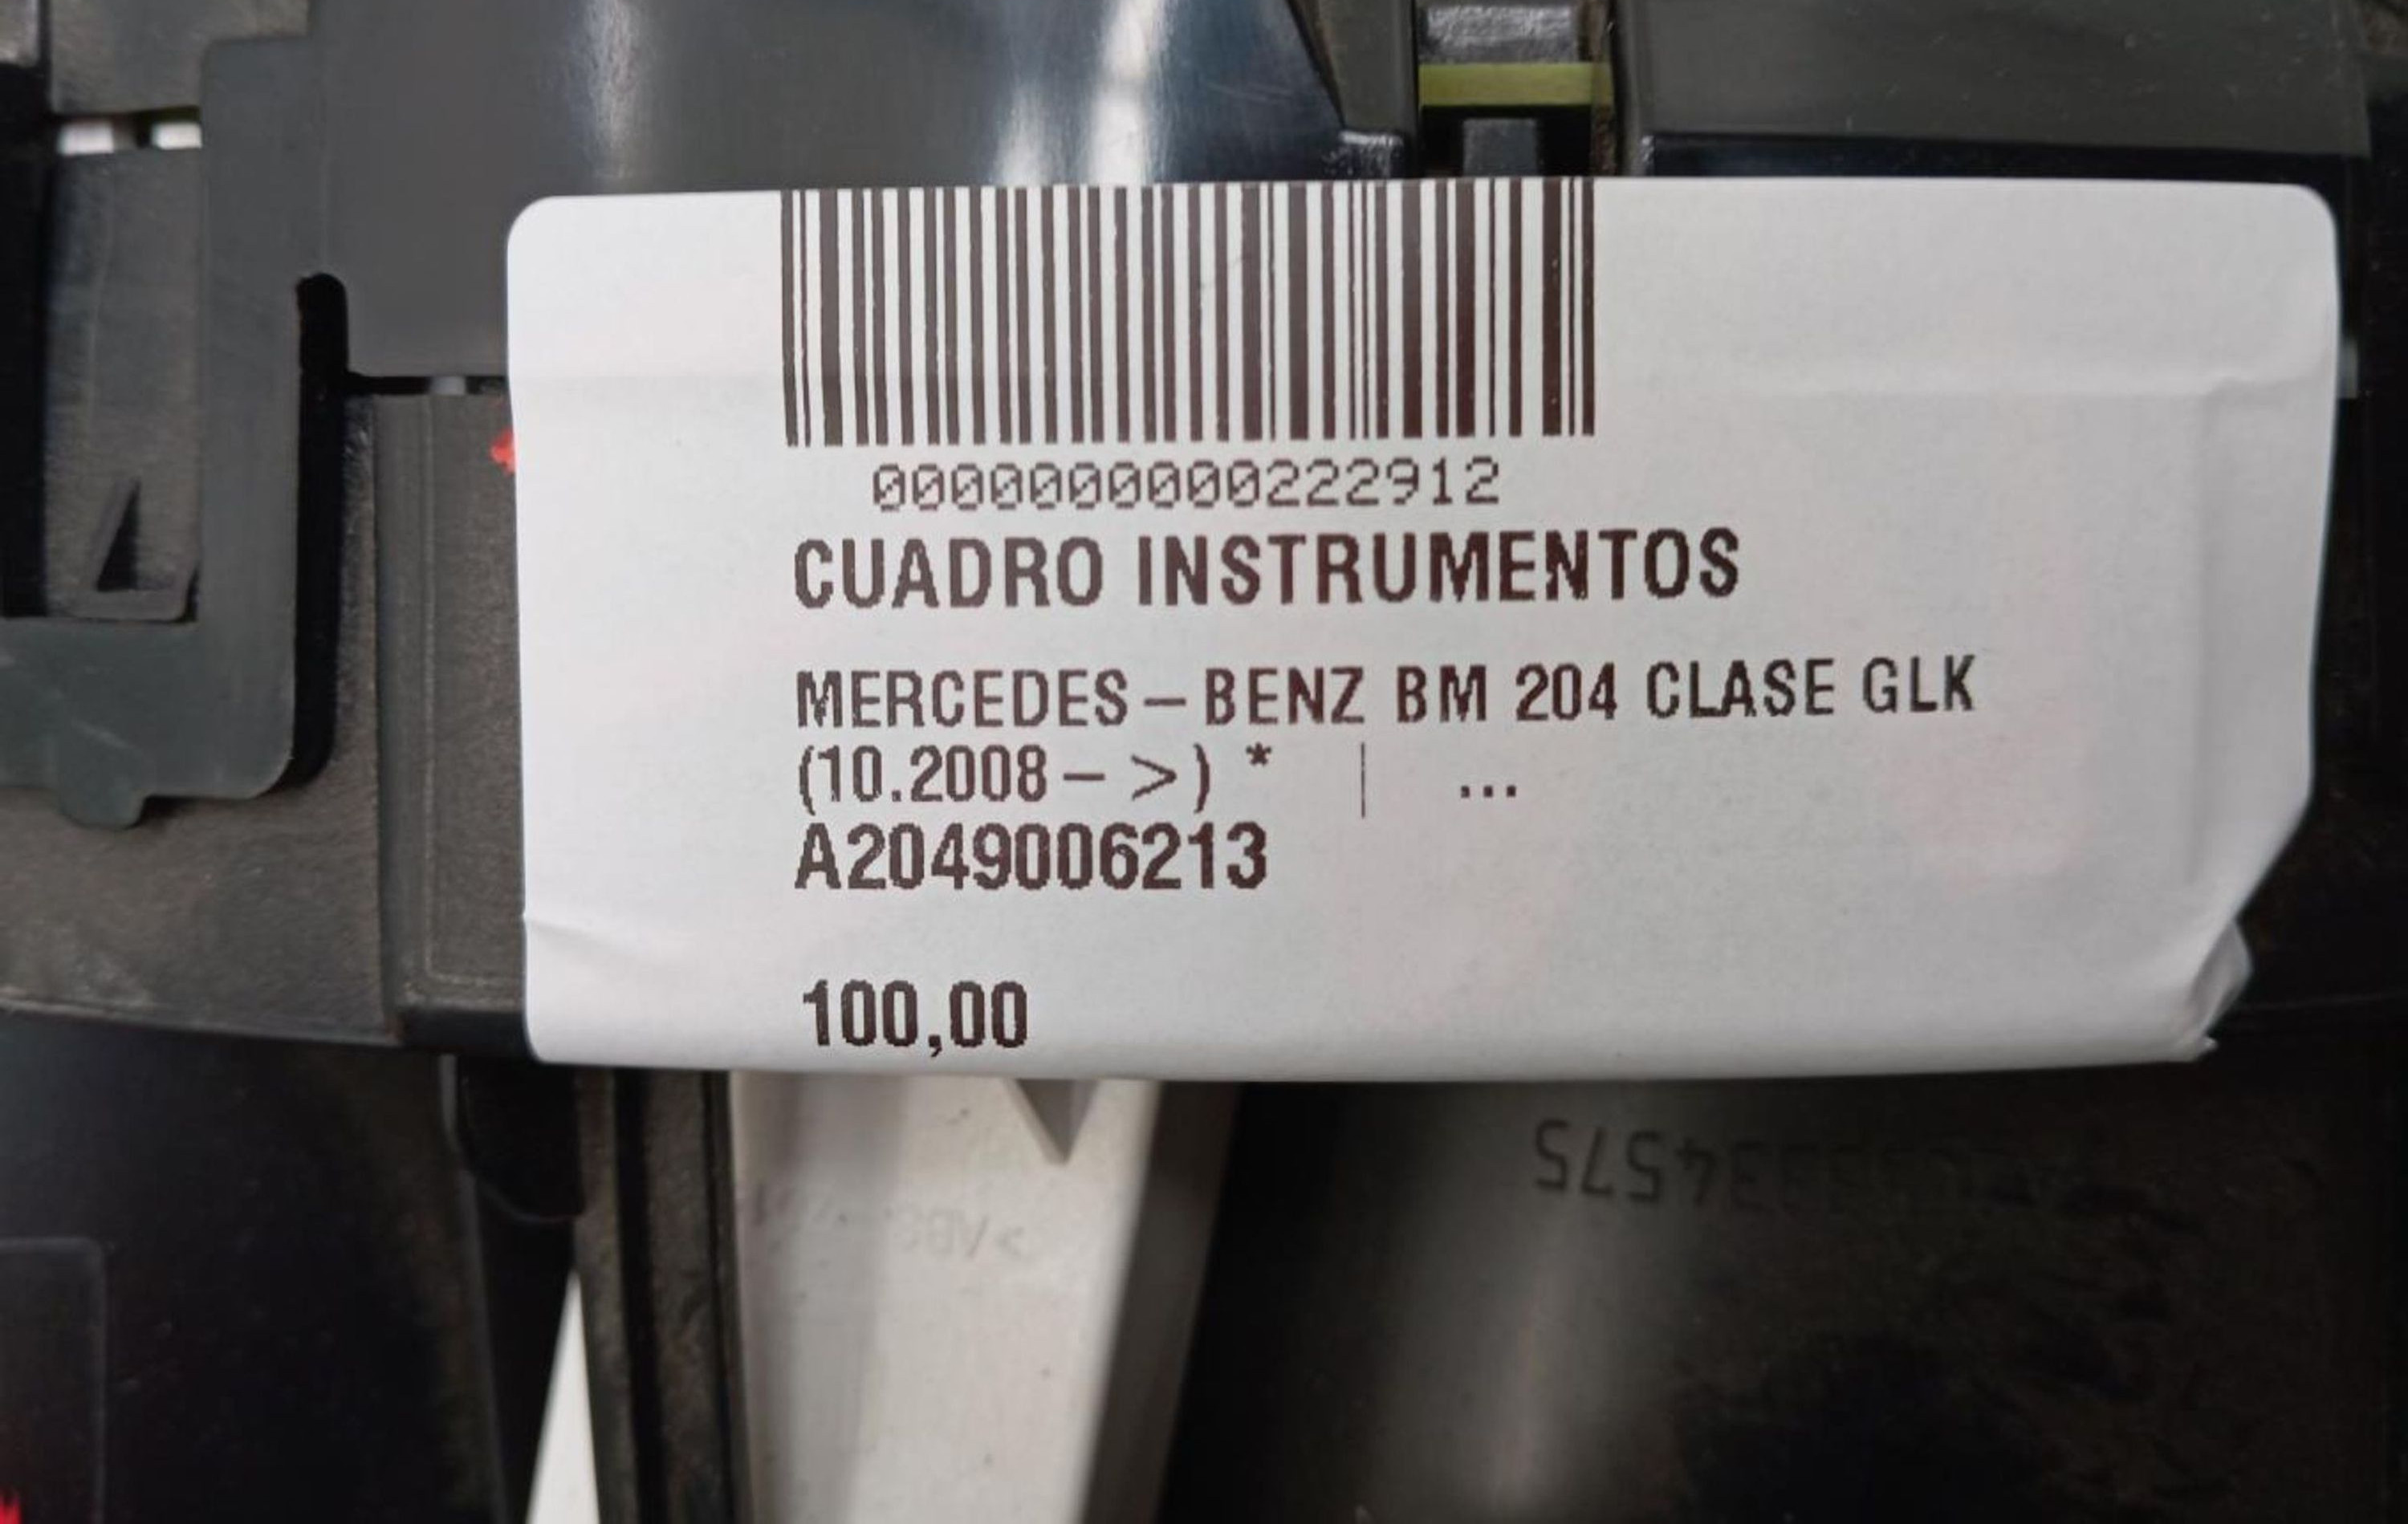 0000000000222912
CUADRO INSTRUMENTOS
MERCEDES-BENZ BM 204 CLASE GLK
(10.2008->) * | ...
A2049006213
100,00